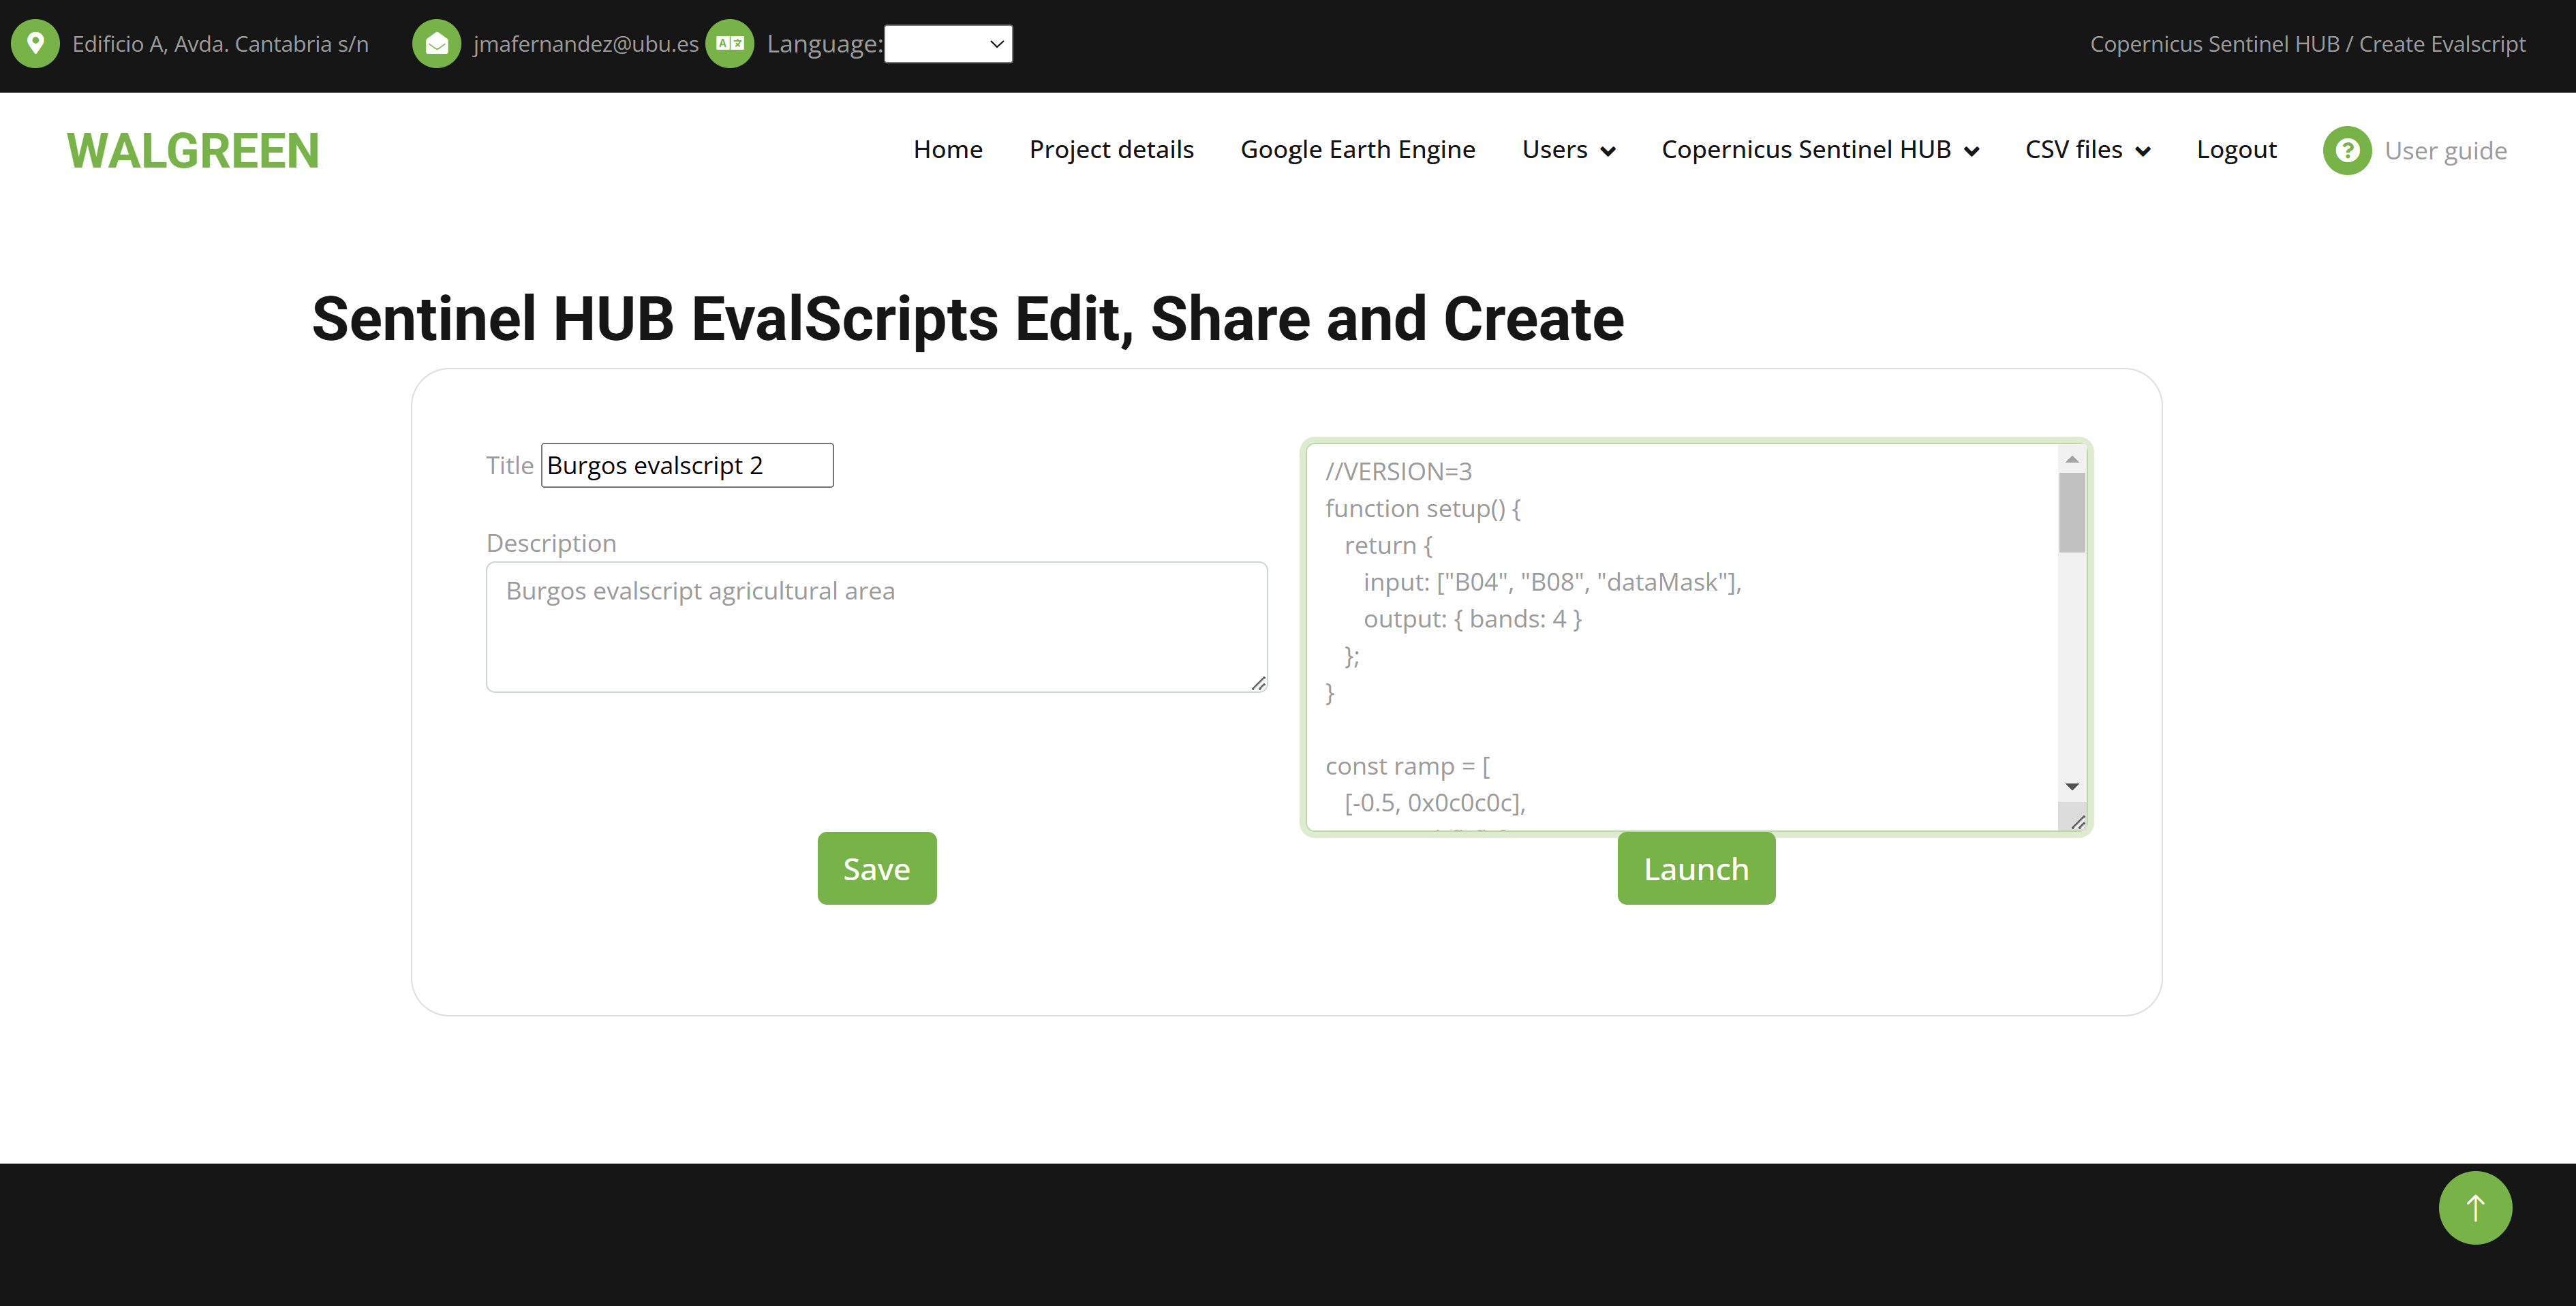 Edificio A, Avda. Cantabria s/n
jmafernandez@ubu.es
Language:
Copernicus Sentinel HUB / Create Evalscript
WALGREEN
Home
Project details
Google Earth Engine
Users
Copernicus Sentinel HUB
CSV files
Logout
User guide
Sentinel HUB EvalScripts Edit, Share and Create
Title
Burgos evalscript 2
Description
Burgos evalscript agricultural area
Save
//VERSION=3
function setup() {
return {
input: ["B04", "B08", "dataMask"],
output: { bands: 4 }
};
}
const ramp = [
[-0.5, 0x0c0c0c],
Launch